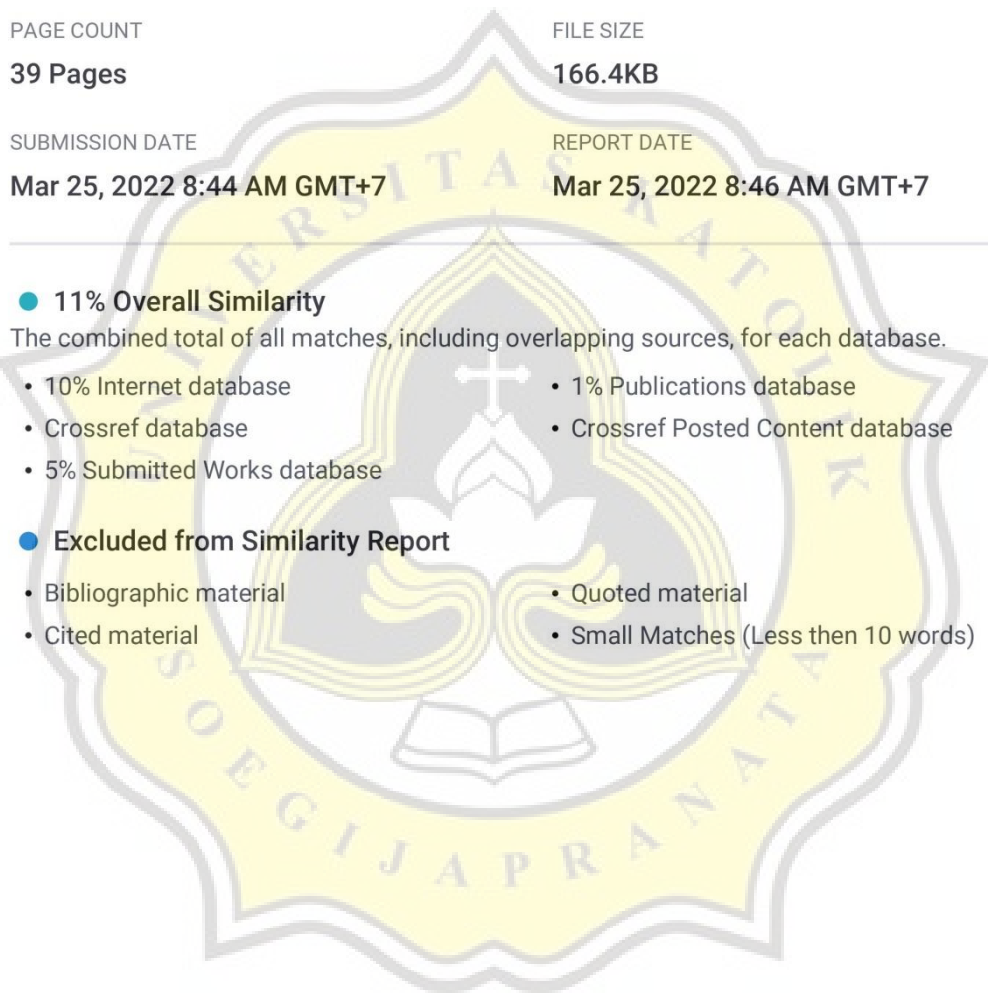 PAGE COUNT
39 Pages
FILE SIZE
166.4KB
SUBMISSION DATE
Mar 25, 2022 8:44 AM GMT+7
REPORT DATE
Mar 25, 2022 8:46 AM GMT+7
● 11% Overall Similarity
The combined total of all matches, including overlapping sources, for each database.
• 10% Internet database
• Crossref database
• 5% Submitted Works database
• 1% Publications database
• Crossref Posted Content database
● Excluded from Similarity Report
• Bibliographic material
• Cited material
• Quoted material
• Small Matches (Less then 10 words)
UNIVERSITAS KATOLIK
SOEGIJAPRANATA